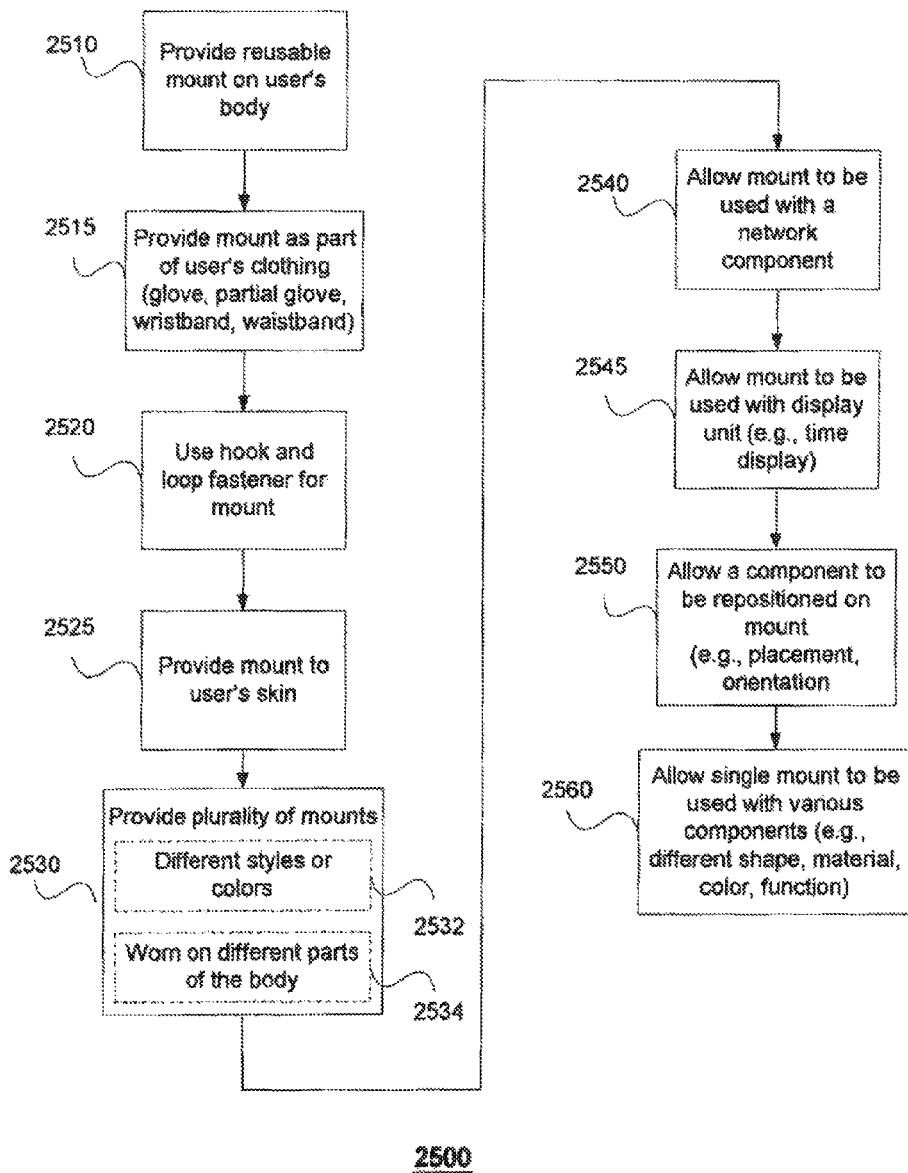 2510
Provide reusable
mount on user's
body
2515
Provide mount as part
of user's clothing
(glove, partial glove,
wristband, waistband)
2520
Use hook and
loop fastener for
mount
2525
Provide mount to
user's skin
2530
Provide plurality of mounts
Different styles or
colors
2532
Worn on different parts
of the body
2534
2540
Allow mount to be
used with a
network
component
2545
Allow mount to be
used with display
unit (e.g., time
display)
2550
Allow a component to
be repositioned on
mount
(e.g., placement,
orientation
2560
Allow single mount to be
used with various
components (e.g.,
different shape, material,
color, function)
2500